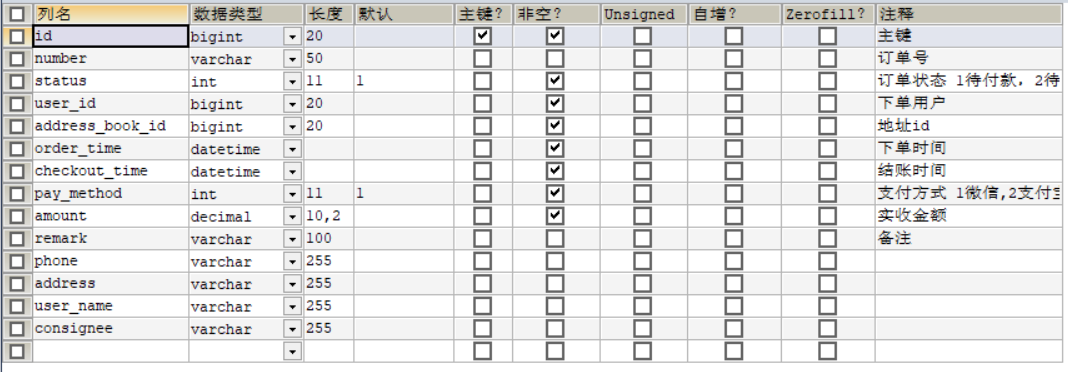 列名 数据类型 长度 默认 主键? 非空? Unsigned 自增? Zerofill? 注释
id bigint 20 主键
number varchar 50 订单号
status int 11 1 订单状态 1待付款, 2待
user_id bigint 20 下单用户
address_book_id bigint 20 地址id
order_time datetime 下单时间
checkout_time datetime 结账时间
pay_method int 11 1 支付方式 1微信,2支付
amount decimal 10,2 实收金额
remark varchar 100 备注
phone varchar 255
address varchar 255
user_name varchar 255
consignee varchar 255